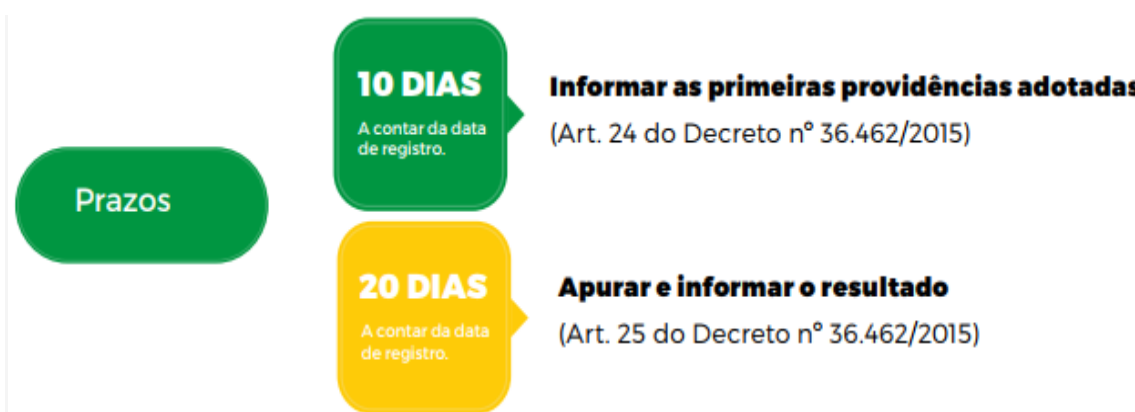 Prazos
10 DIAS
A contar da data
de registro.
Informar as primeiras providências adotadas
(Art. 24 do Decreto nº 36.462/2015)
20 DIAS
A contar da data
de registro.
Apurar e informar o resultado
(Art. 25 do Decreto nº 36.462/2015)